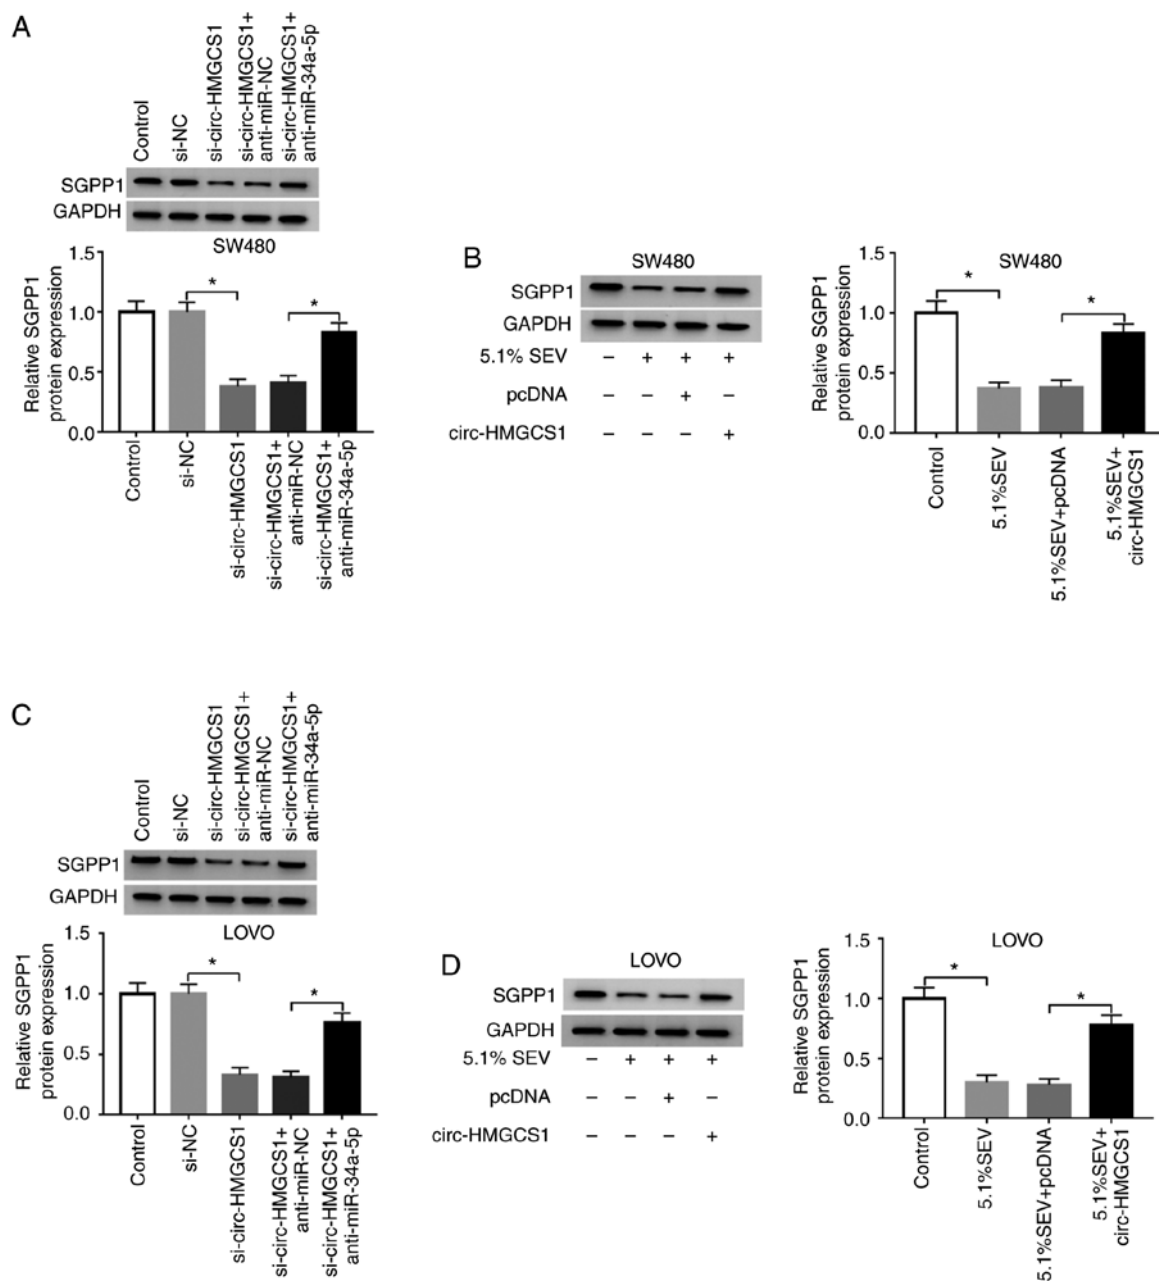 A
Control
si-NC
si-circ-HMGCS1
si-circ-HMGCS1+
anti-miR-NC
si-circ-HMGCS1+
anti-miR-34a-5p
SGPP1
GAPDH
SW480
Relative SGPP1
protein expression
1.5
1.0
0.5
0.0
*
*
Control
si-NC
si-circ-HMGCS1
si-circ-HMGCS1+
anti-miR-NC
si-circ-HMGCS1+
anti-miR-34a-5p
B
SW480
SGPP1
GAPDH
5.1% SEV − + + +
pcDNA − − + −
circ-HMGCS1 − − − +
SW480
Relative SGPP1
protein expression
1.5
1.0
0.5
0.0
*
*
Control
5.1%SEV
5.1%SEV+pcDNA
5.1%SEV+
circ-HMGCS1
C
Control
si-NC
si-circ-HMGCS1
si-circ-HMGCS1+
anti-miR-NC
si-circ-HMGCS1+
anti-miR-34a-5p
SGPP1
GAPDH
LOVO
Relative SGPP1
protein expression
1.5
1.0
0.5
0.0
*
*
Control
si-NC
si-circ-HMGCS1
si-circ-HMGCS1+
anti-miR-NC
si-circ-HMGCS1+
anti-miR-34a-5p
D
LOVO
SGPP1
GAPDH
5.1% SEV − + + +
pcDNA − − + −
circ-HMGCS1 − − − +
LOVO
Relative SGPP1
protein expression
1.5
1.0
0.5
0.0
*
*
Control
5.1%SEV
5.1%SEV+pcDNA
5.1%SEV+
circ-HMGCS1